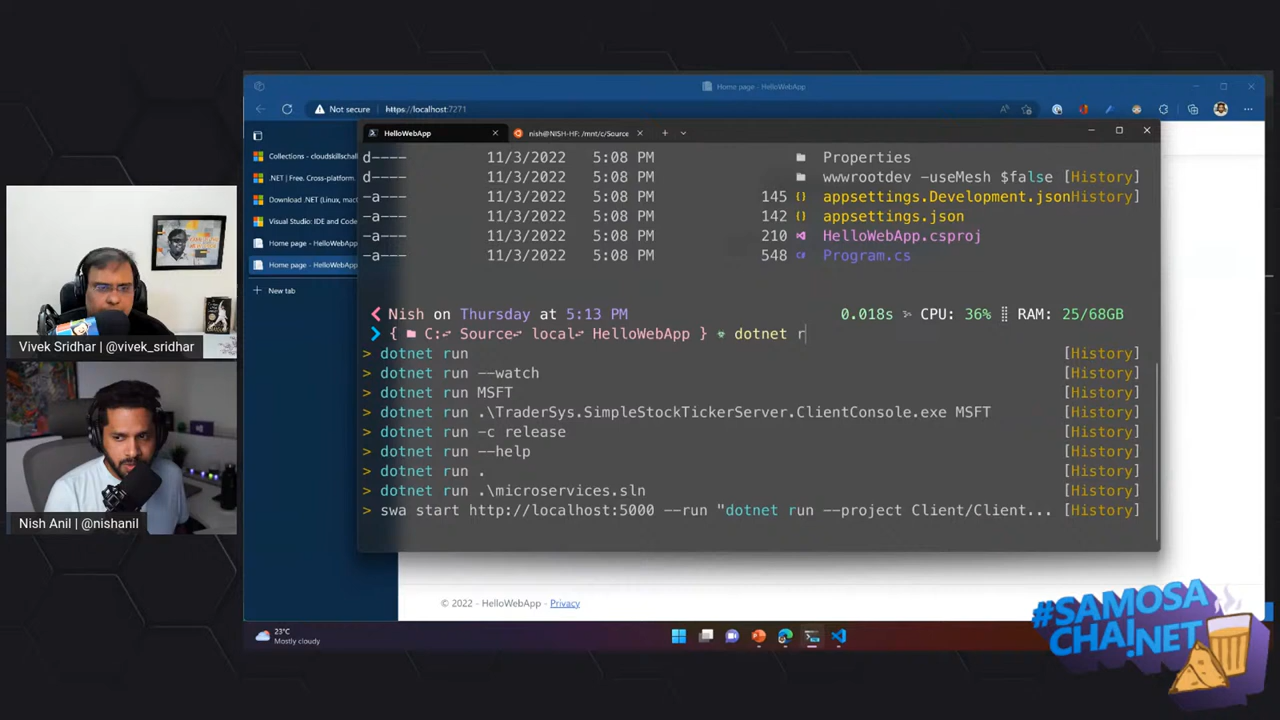 Home page - HelloWebApp
Not secure
https://localhost:7271
HelloWebApp
nish@NISH-HF: /mnt/c/Source
Collections - cloudskillschall
.NET | Free. Cross-platform.
Download .NET (Linux, mac
Visual Studio: IDE and Code
Home page - HelloWebApp
Home page - HelloWebApp
New tab
d---- 11/3/2022 5:08 PM Properties
d---- 11/3/2022 5:08 PM wwwrootdev -useMesh $false [History]
-a--- 11/3/2022 5:08 PM 145 {} appsettings.Development.jsonHistory]
-a--- 11/3/2022 5:08 PM 142 {} appsettings.json
-a--- 11/3/2022 5:08 PM 210 HelloWebApp.csproj
-a--- 11/3/2022 5:08 PM 548 Program.cs
Nish on Thursday at 5:13 PM 0.018s CPU: 36% RAM: 25/68GB
{ C: Source local HelloWebApp } dotnet r
> dotnet run [History]
> dotnet run --watch [History]
> dotnet run MSFT [History]
> dotnet run .\TraderSys.SimpleStockTickerServer.ClientConsole.exe MSFT [History]
> dotnet run -c release [History]
> dotnet run --help [History]
> dotnet run . [History]
> dotnet run .\microservices.sln [History]
> swa start http://localhost:5000 --run "dotnet run --project Client/Client... [History]
© 2022 - HelloWebApp - Privacy
23°C
Mostly cloudy
Vivek Sridhar | @vivek_sridhar
Nish Anil | @nishanil
#SAMOSA
CHAI.NET